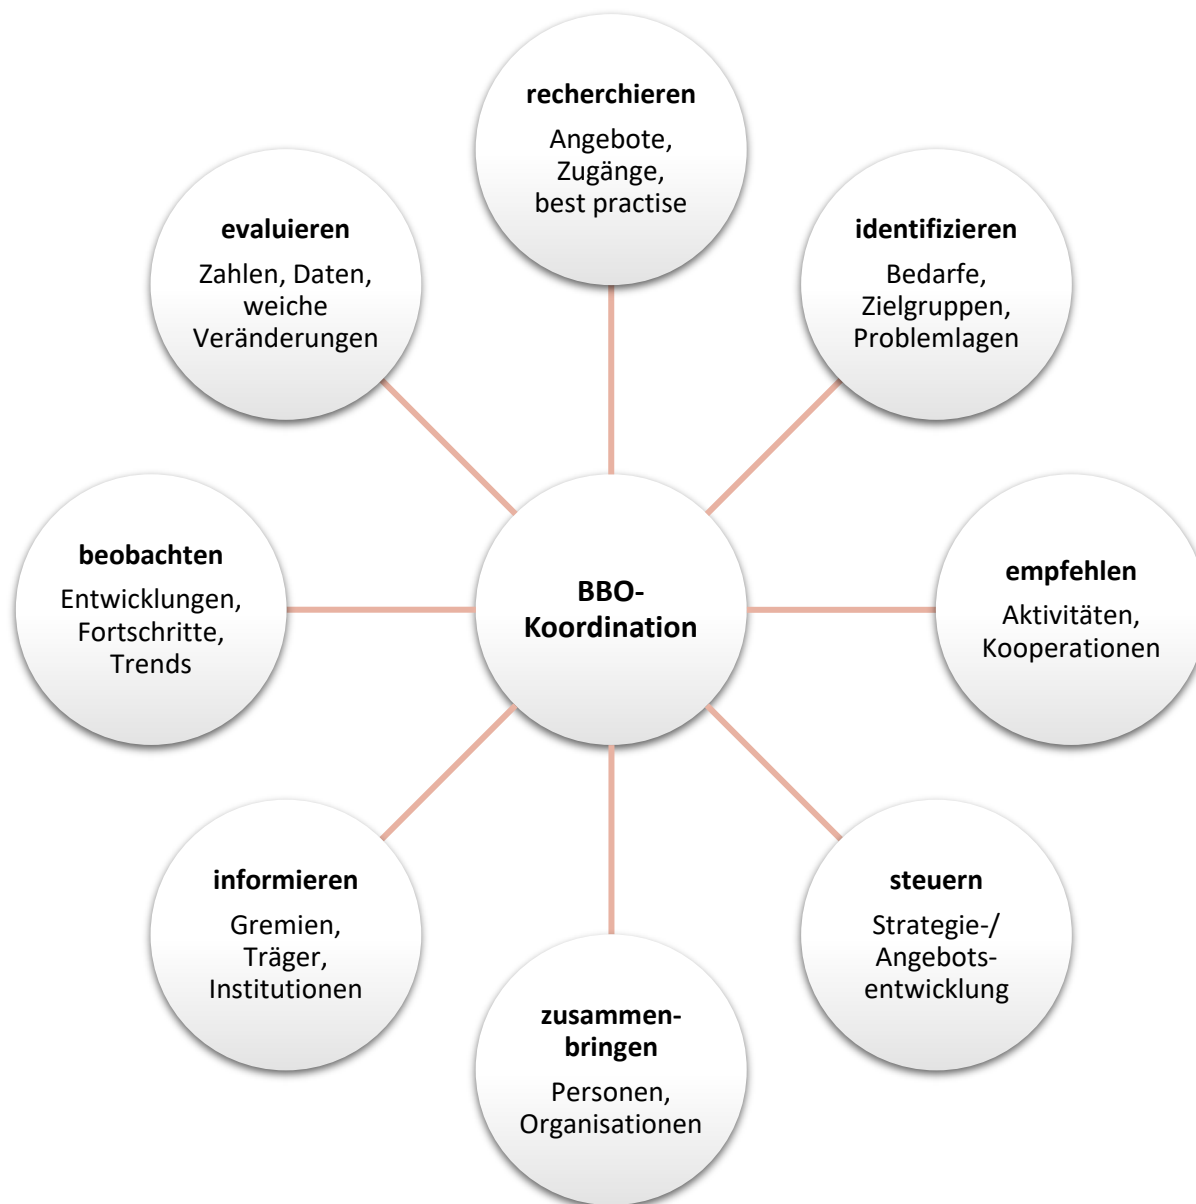 recherchieren
Angebote,
Zugänge,
best practise
identifizieren
Bedarfe,
Zielgruppen,
Problemlagen
empfehlen
Aktivitäten,
Kooperationen
steuern
Strategie-/
Angebots-
entwicklung
zusammen-
bringen
Personen,
Organisationen
informieren
Gremien,
Träger,
Institutionen
beobachten
Entwicklungen,
Fortschritte,
Trends
evaluieren
Zahlen, Daten,
weiche
Veränderungen
BBO-
Koordination